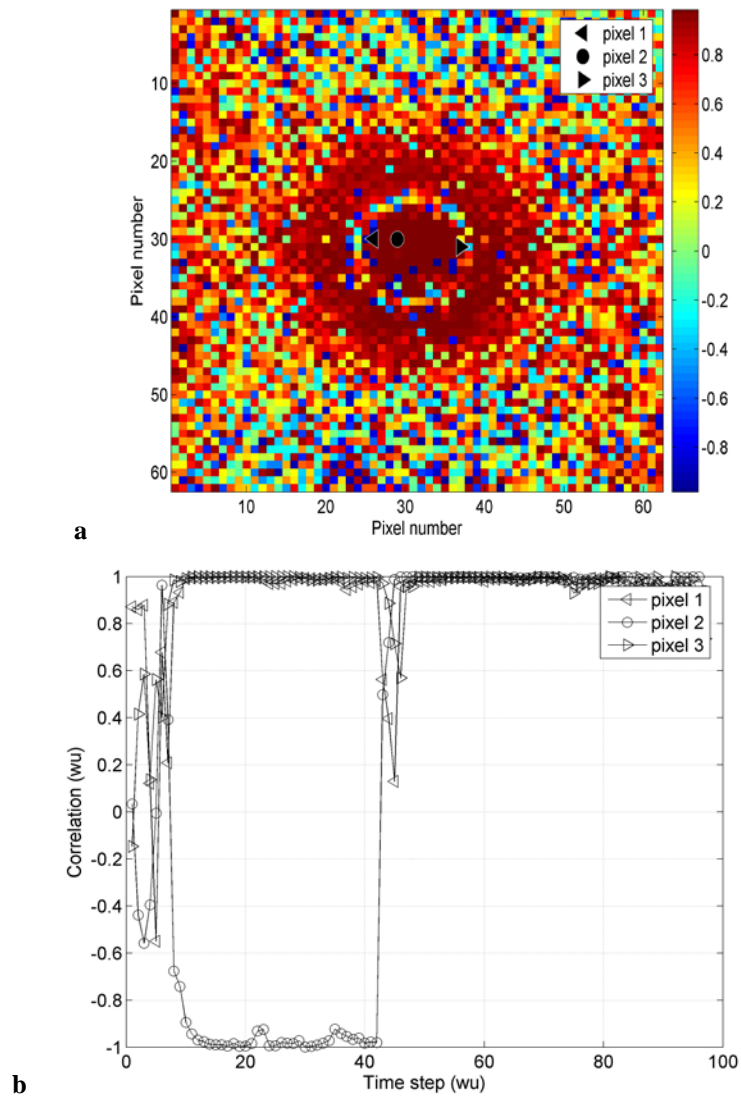 pixel 1
pixel 2
pixel 3
10
20
30
40
50
60
Pixel number
10 20 30 40 50 60
Pixel number
0.8
0.6
0.4
0.2
0
-0.2
-0.4
-0.6
-0.8
a
1
0.8
0.6
0.4
0.2
0
-0.2
-0.4
-0.6
-0.8
-1
Correlation (wu)
pixel 1
pixel 2
pixel 3
0 20 40 60 80 100
Time step (wu)
b